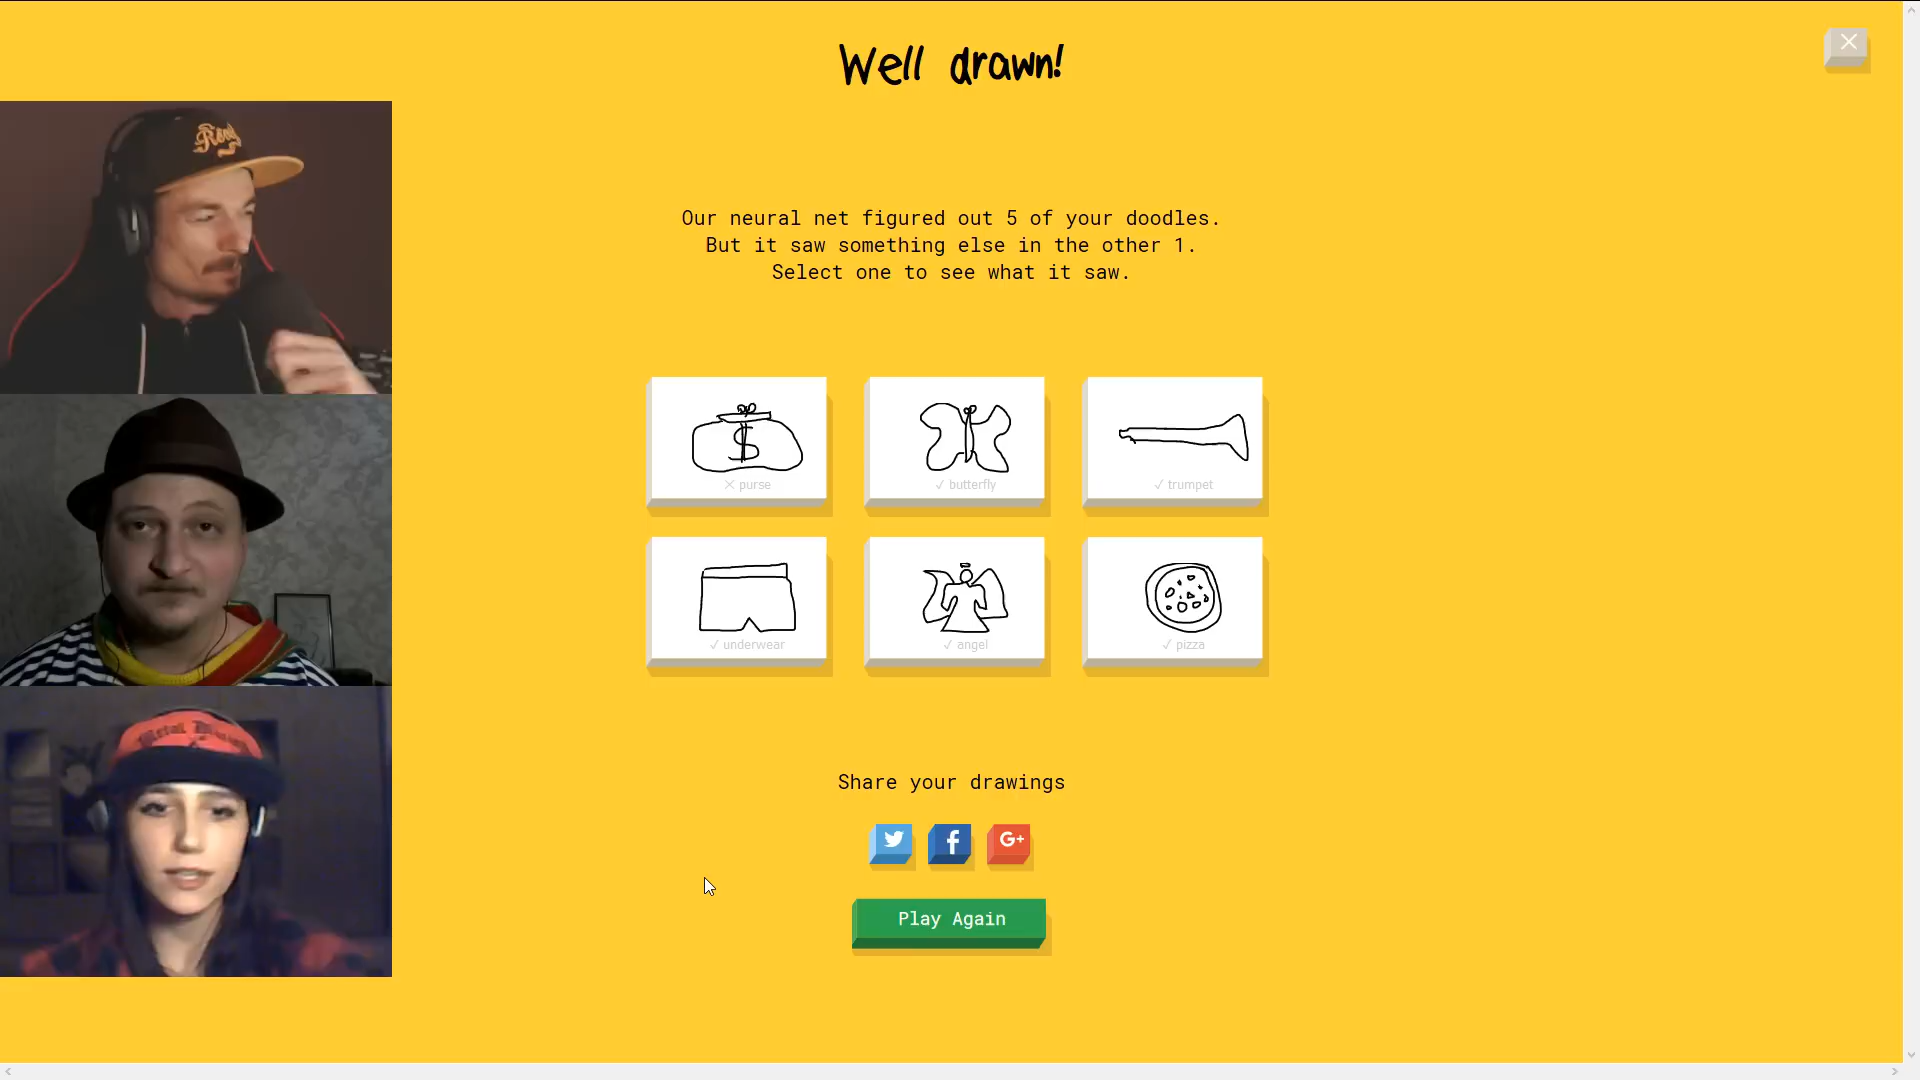 Well drawn!
Our neural net figured out 5 of your doodles.
But it saw something else in the other 1.
Select one to see what it saw.
$
✕ purse
✓ butterfly
✓ trumpet
✓ underwear
✓ angel
✓ pizza
Share your drawings
f
G+
Play Again